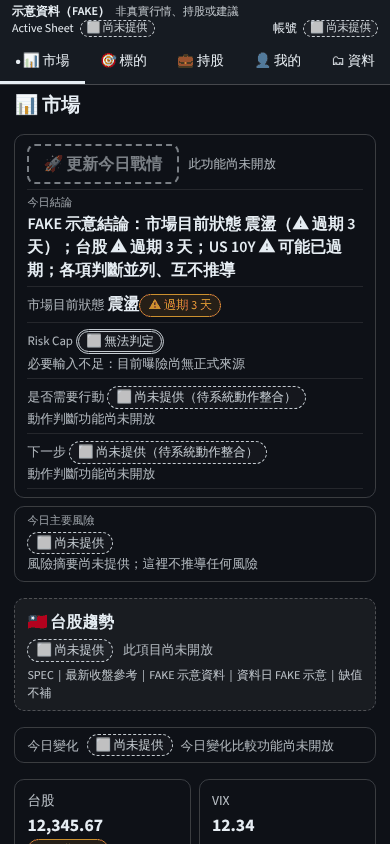 示意資料（FAKE） 非真實行情、持股或建議
Active Sheet ⬜ 尚未提供 帳號 ⬜ 尚未提供
📊 市場 🎯 標的 💼 持股 👤 我的 🗂 資料
📊 市場
🚀 更新今日戰情 此功能尚未開放
今日結論
FAKE 示意結論：市場目前狀態 震盪（⚠ 過期 3
天）；台股 ⚠ 過期 3 天；US 10Y ⚠ 可能已過
期；各項判斷並列、互不推導
市場目前狀態 震盪 ⚠ 過期 3 天
Risk Cap ⬜ 無法判定
必要輸入不足：目前曝險尚無正式來源
是否需要行動 ⬜ 尚未提供（待系統動作整合）
動作判斷功能尚未開放
下一步 ⬜ 尚未提供（待系統動作整合）
動作判斷功能尚未開放
今日主要風險
⬜ 尚未提供
風險摘要尚未提供；這裡不推導任何風險
🇹🇼 台股趨勢
⬜ 尚未提供 此項目尚未開放
SPEC｜最新收盤參考｜FAKE 示意資料｜資料日 FAKE 示意｜缺值
不補
今日變化 ⬜ 尚未提供 今日變化比較功能尚未開放
台股 VIX
12,345.67 12.34